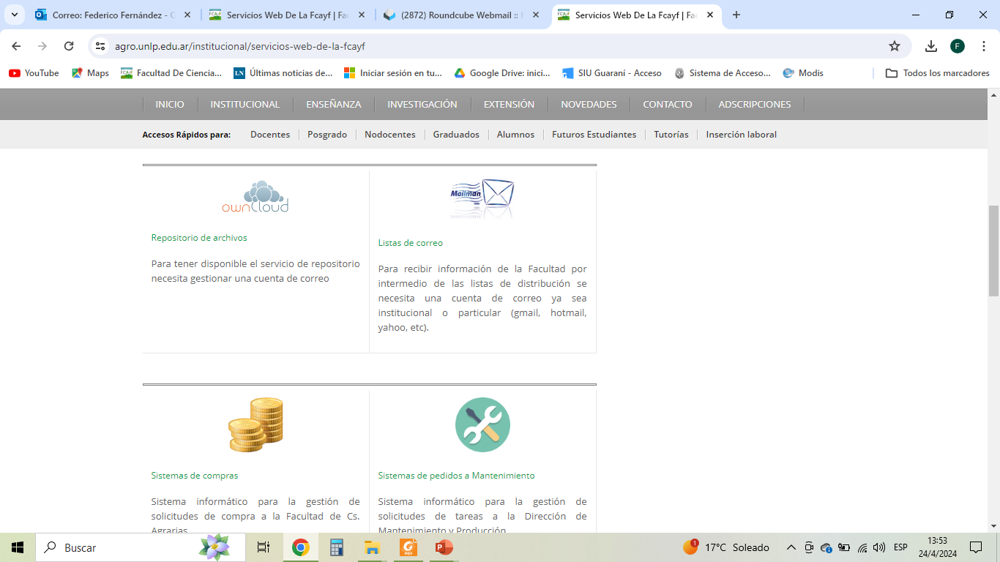 Correo: Federico Fernández - O
Servicios Web De La Fcayf | Fac
(2872) Roundcube Webmail ::
Servicios Web De La Fcayf | Fac
agro.unlp.edu.ar/institucional/servicios-web-de-la-fcayf
F
YouTube
Maps
Facultad De Ciencia...
LN
Últimas noticias de...
Iniciar sesión en tu...
Google Drive: inici...
SIU Guaraní - Acceso
Sistema de Acceso...
Modis
Todos los marcadores
INICIO
INSTITUCIONAL
ENSEÑANZA
INVESTIGACIÓN
EXTENSIÓN
NOVEDADES
CONTACTO
ADSCRIPCIONES
Accesos Rápidos para:
Docentes
Posgrado
Nodocentes
Graduados
Alumnos
Futuros Estudiantes
Tutorías
Inserción laboral
ownCloud
Repositorio de archivos
Para tener disponible el servicio de repositorio
necesita gestionar una cuenta de correo
Mailman
Listas de correo
Para recibir información de la Facultad por
intermedio de las listas de distribución se
necesita una cuenta de correo ya sea
institucional o particular (gmail, hotmail,
yahoo, etc).
Sistemas de compras
Sistema informático para la gestión de
solicitudes de compra a la Facultad de Cs.
Agrarias
Sistemas de pedidos a Mantenimiento
Sistema informático para la gestión de
solicitudes de tareas a la Dirección de
Mantenimiento y Producción
Buscar
PDF
1
17°C Soleado
ESP
13:53
24/4/2024